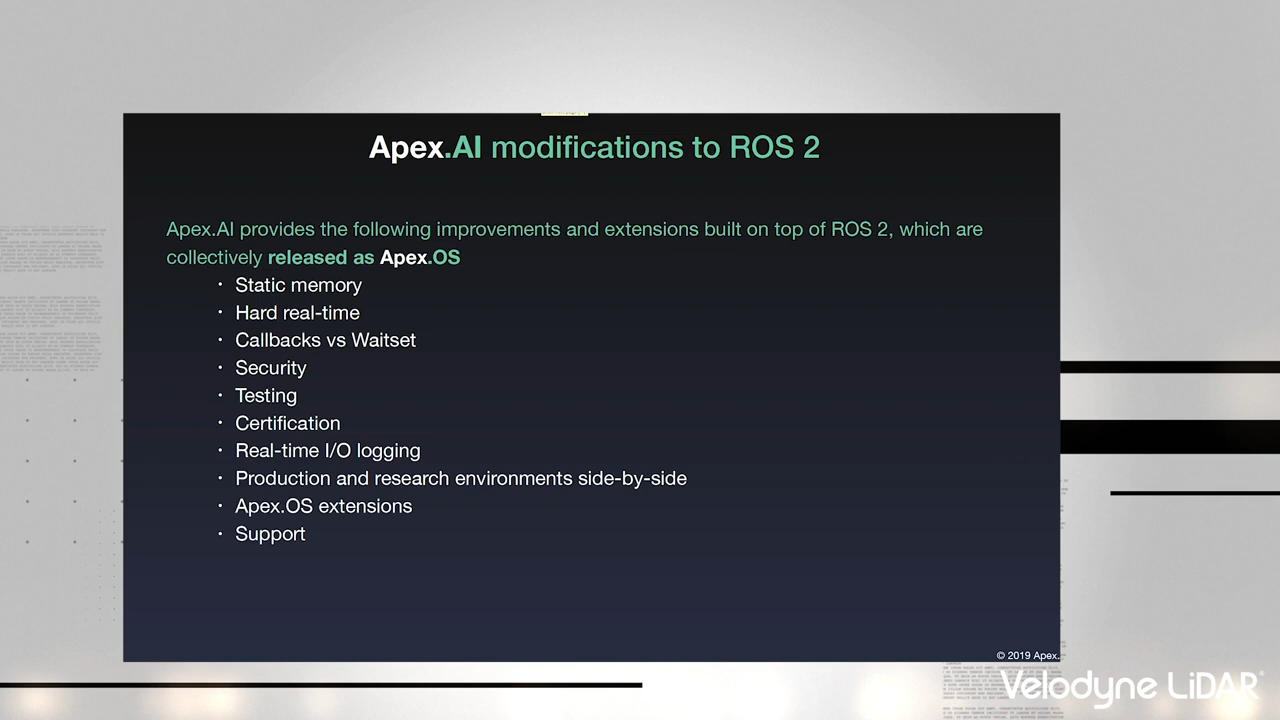 Apex.AI modifications to ROS 2
Apex.AI provides the following improvements and extensions built on top of ROS 2, which are
collectively released as Apex.OS
· Static memory
· Hard real-time
· Callbacks vs Waitset
· Security
· Testing
· Certification
· Real-time I/O logging
· Production and research environments side-by-side
· Apex.OS extensions
· Support
© 2019 Apex.
Velodyne LiDAR